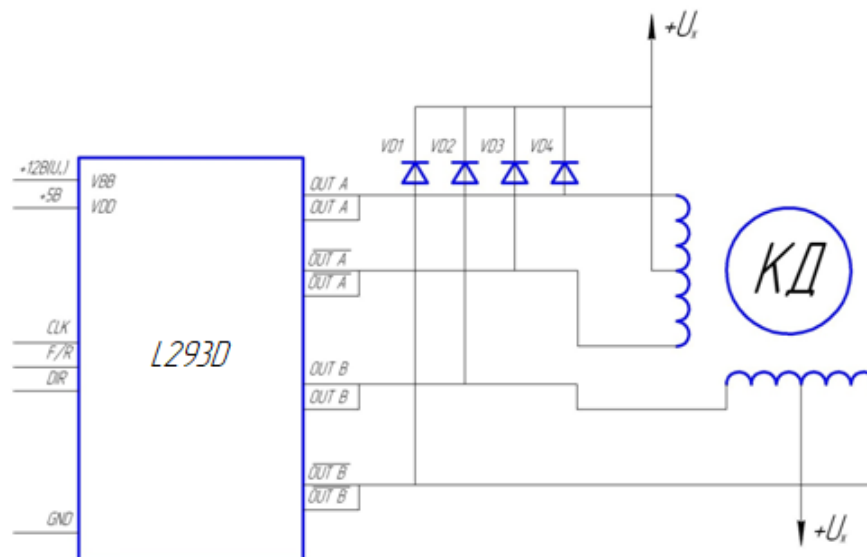 +Uₓ
VD1 VD2 VD3 VD4
+12В(Uₓ)
VBB
+5В
VDD
OUT A
OUT A
OUT A
OUT A
КД
CLK
F/R
DIR
L293D
OUT B
OUT B
OUT B
OUT B
GND
+Uₓ